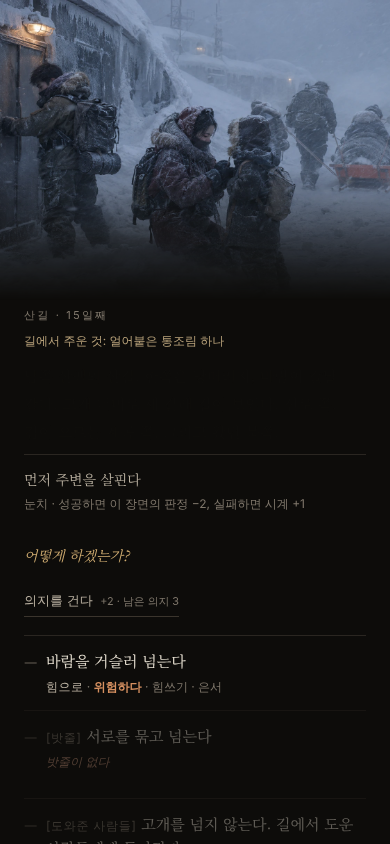 산길 · 15일째
길에서 주운 것: 얼어붙은 통조림 하나
먼저 주변을 살핀다
눈치 · 성공하면 이 장면의 판정 −2, 실패하면 시계 +1
어떻게 하겠는가?
의지를 건다 +2 · 남은 의지 3
— 바람을 거슬러 넘는다
힘으로 · 위험하다 · 힘쓰기 · 은서
— [밧줄] 서로를 묶고 넘는다
밧줄이 없다
— [도와준 사람들] 고개를 넘지 않는다. 길에서 도운